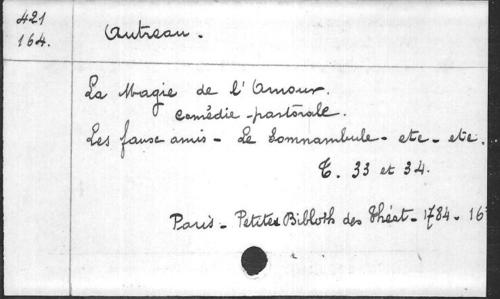 421
164.
Autreau.
La Magie de l'Amour.
Comédie-pastorale.
Les faux amis - Le Somnambule - etc - etc.
T. 33 et 34.
Paris - Petites Biblioth des Théat - 1784 - 16